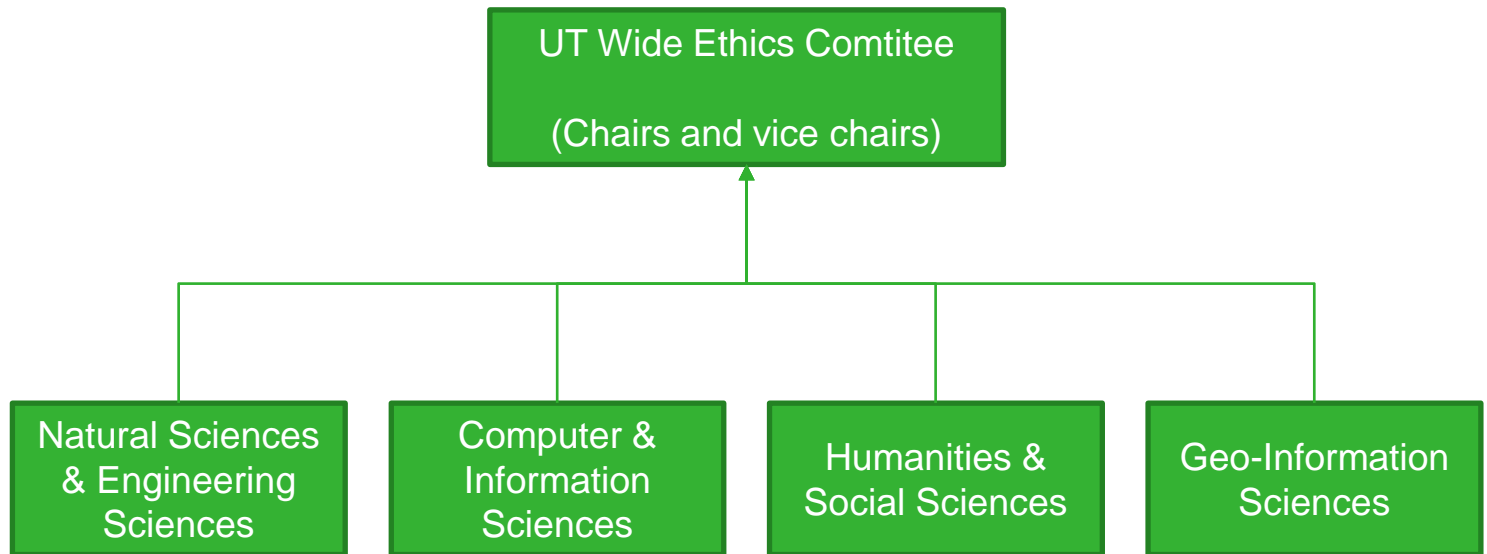 UT Wide Ethics Comtitee
(Chairs and vice chairs)
Natural Sciences
& Engineering
Sciences
Computer &
Information
Sciences
Humanities &
Social Sciences
Geo-Information
Sciences